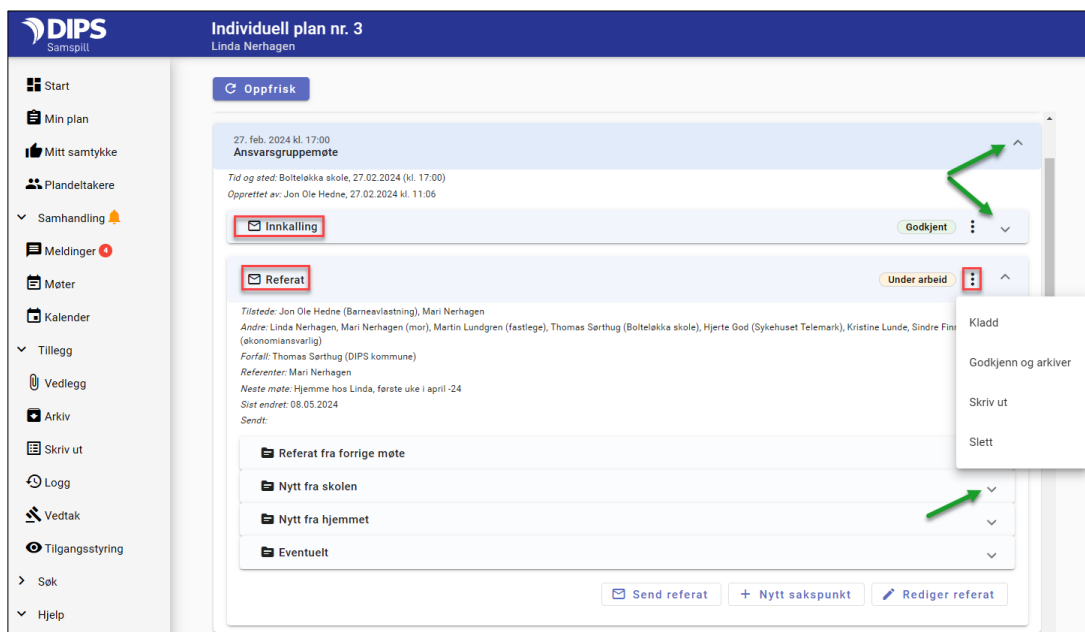 DIPS
Samspill
Individuell plan nr. 3
Linda Nerhagen
Start
Min plan
Mitt samtykke
Plandeltakere
Samhandling
Meldinger 4
Møter
Kalender
Tillegg
Vedlegg
Arkiv
Skriv ut
Logg
Vedtak
Tilgangsstyring
Søk
Hjelp
Oppfrisk
27. feb. 2024 kl. 17:00
Ansvarsgruppemøte
Tid og sted: Bolteløkka skole, 27.02.2024 (kl. 17:00)
Opprettet av: Jon Ole Hedne, 27.02.2024 kl. 11:06
Innkalling Godkjent
Referat Under arbeid
Tilstede: Jon Ole Hedne (Barneavlastning), Mari Nerhagen
Andre: Linda Nerhagen, Mari Nerhagen (mor), Martin Lundgren (fastlege), Thomas Sørthug (Bolteløkka skole), Hjerte God (Sykehuset Telemark), Kristine Lunde, Sindre
(økonomiansvarlig)
Forfall: Thomas Sørthug (DIPS kommune)
Referenter: Mari Nerhagen
Neste møte: Hjemme hos Linda, første uke i april -24
Sist endret: 08.05.2024
Sendt:
Kladd
Godkjenn og arkiver
Skriv ut
Slett
Referat fra forrige møte
Nytt fra skolen
Nytt fra hjemmet
Eventuelt
Send referat + Nytt sakspunkt Rediger referat